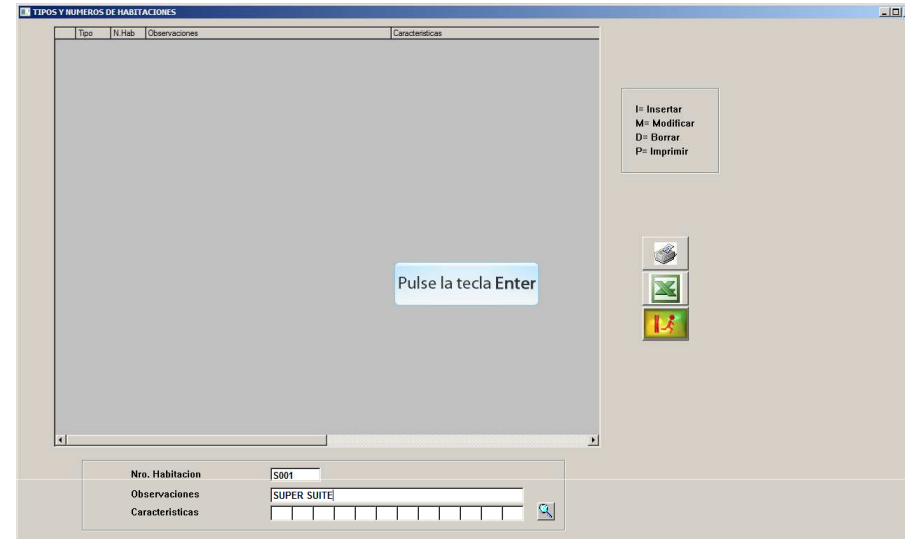 TIPOS Y NUMEROS DE HABITACIONES
Tipo N.Hab Observaciones Caracteristicas
I= Insertar
M= Modificar
D= Borrar
P= Imprimir
Pulse la tecla Enter
Nro. Habitacion S001
Observaciones SUPER SUITE
Caracteristicas